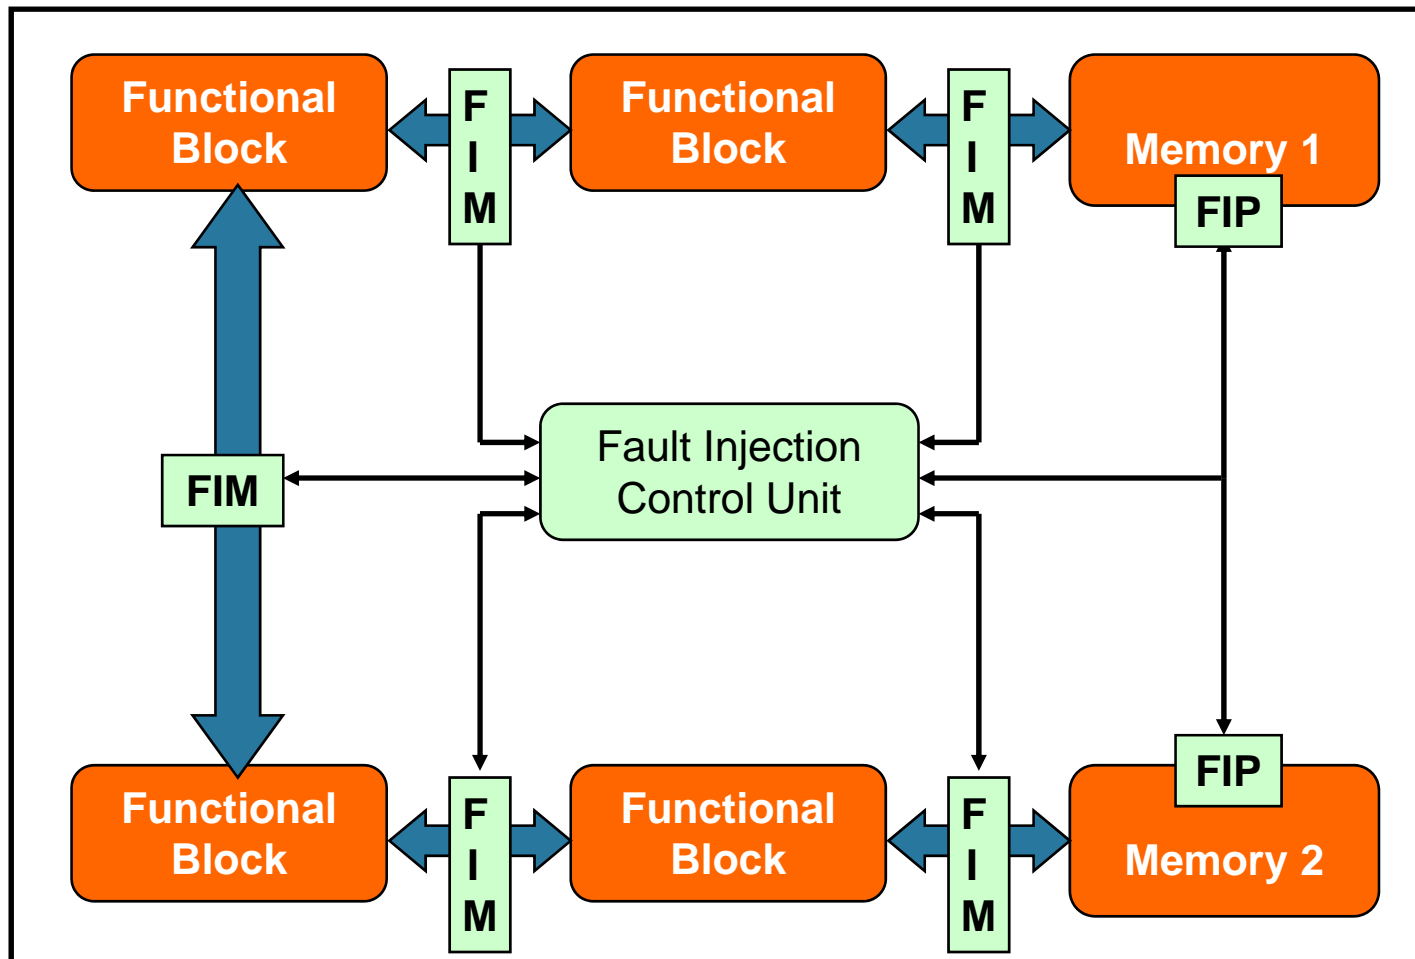 Functional
Block
F
I
M
Functional
Block
F
I
M
Memory 1
FIP
Fault Injection
Control Unit
FIM
Functional
Block
F
I
M
Functional
Block
F
I
M
FIP
Memory 2